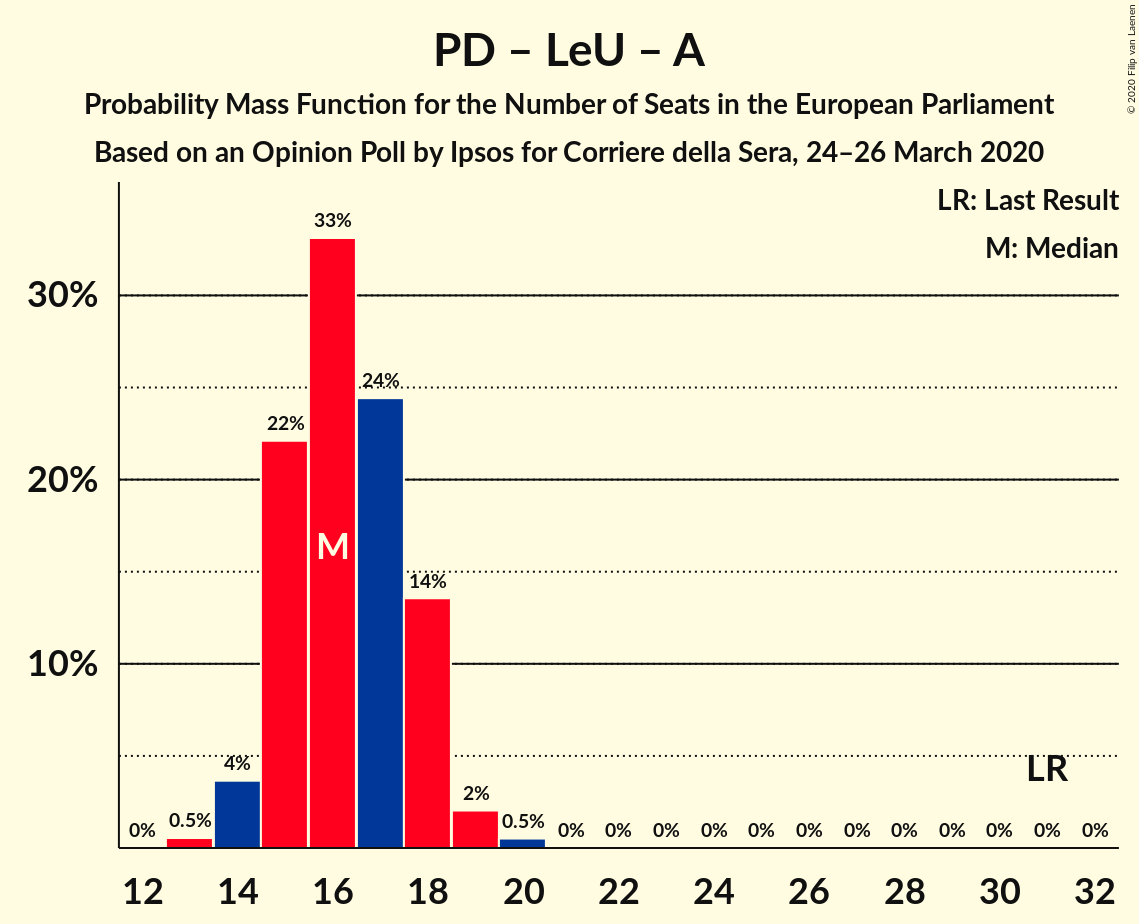 PD – LeU – A
Probability Mass Function for the Number of Seats in the European Parliament
Based on an Opinion Poll by Ipsos for Corriere della Sera, 24–26 March 2020
© 2020 Filip van Laenen
LR: Last Result
M: Median
30%
20%
10%
0%
0.5%
4%
22%
33%
24%
14%
2%
0.5%
0%
0%
0%
0%
0%
0%
0%
0%
0%
0%
0%
0%
M
LR
12 14 16 18 20 22 24 26 28 30 32